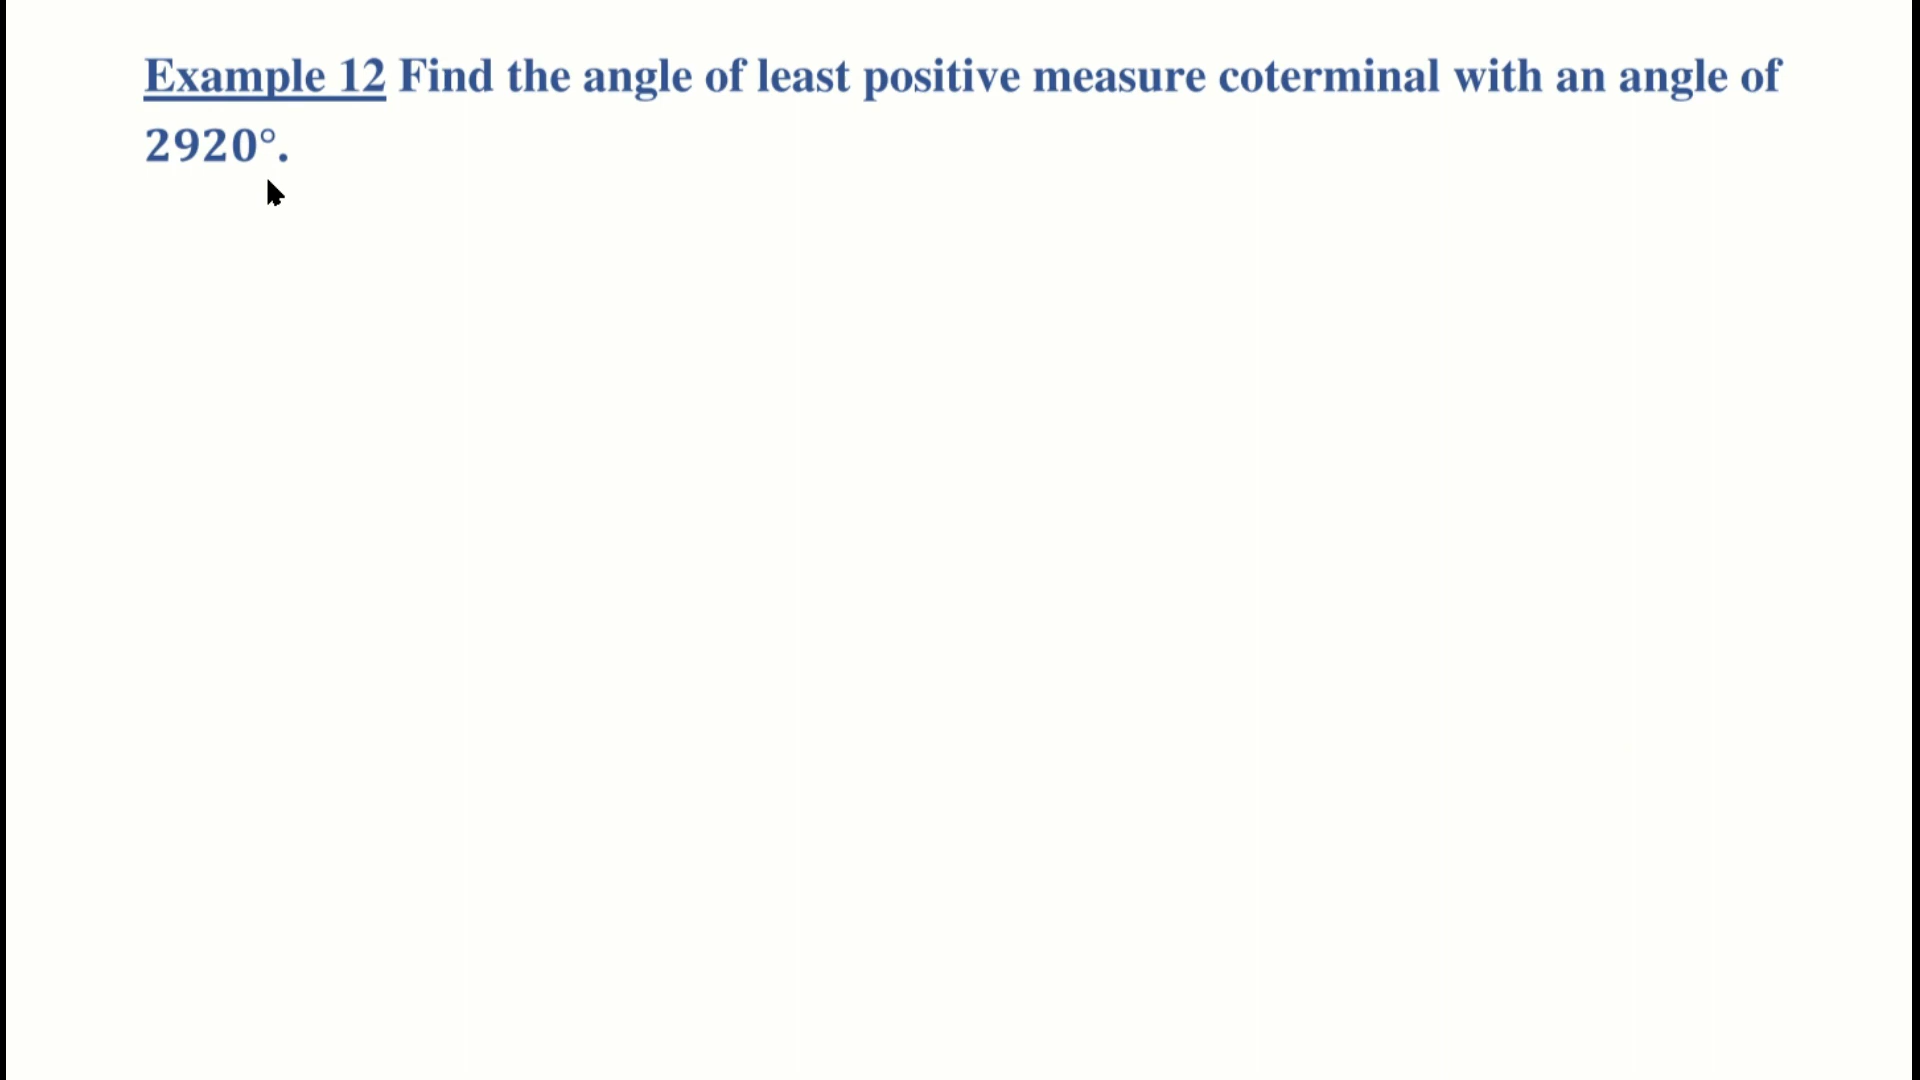 Example 12 Find the angle of least positive measure coterminal with an angle of
2920°.